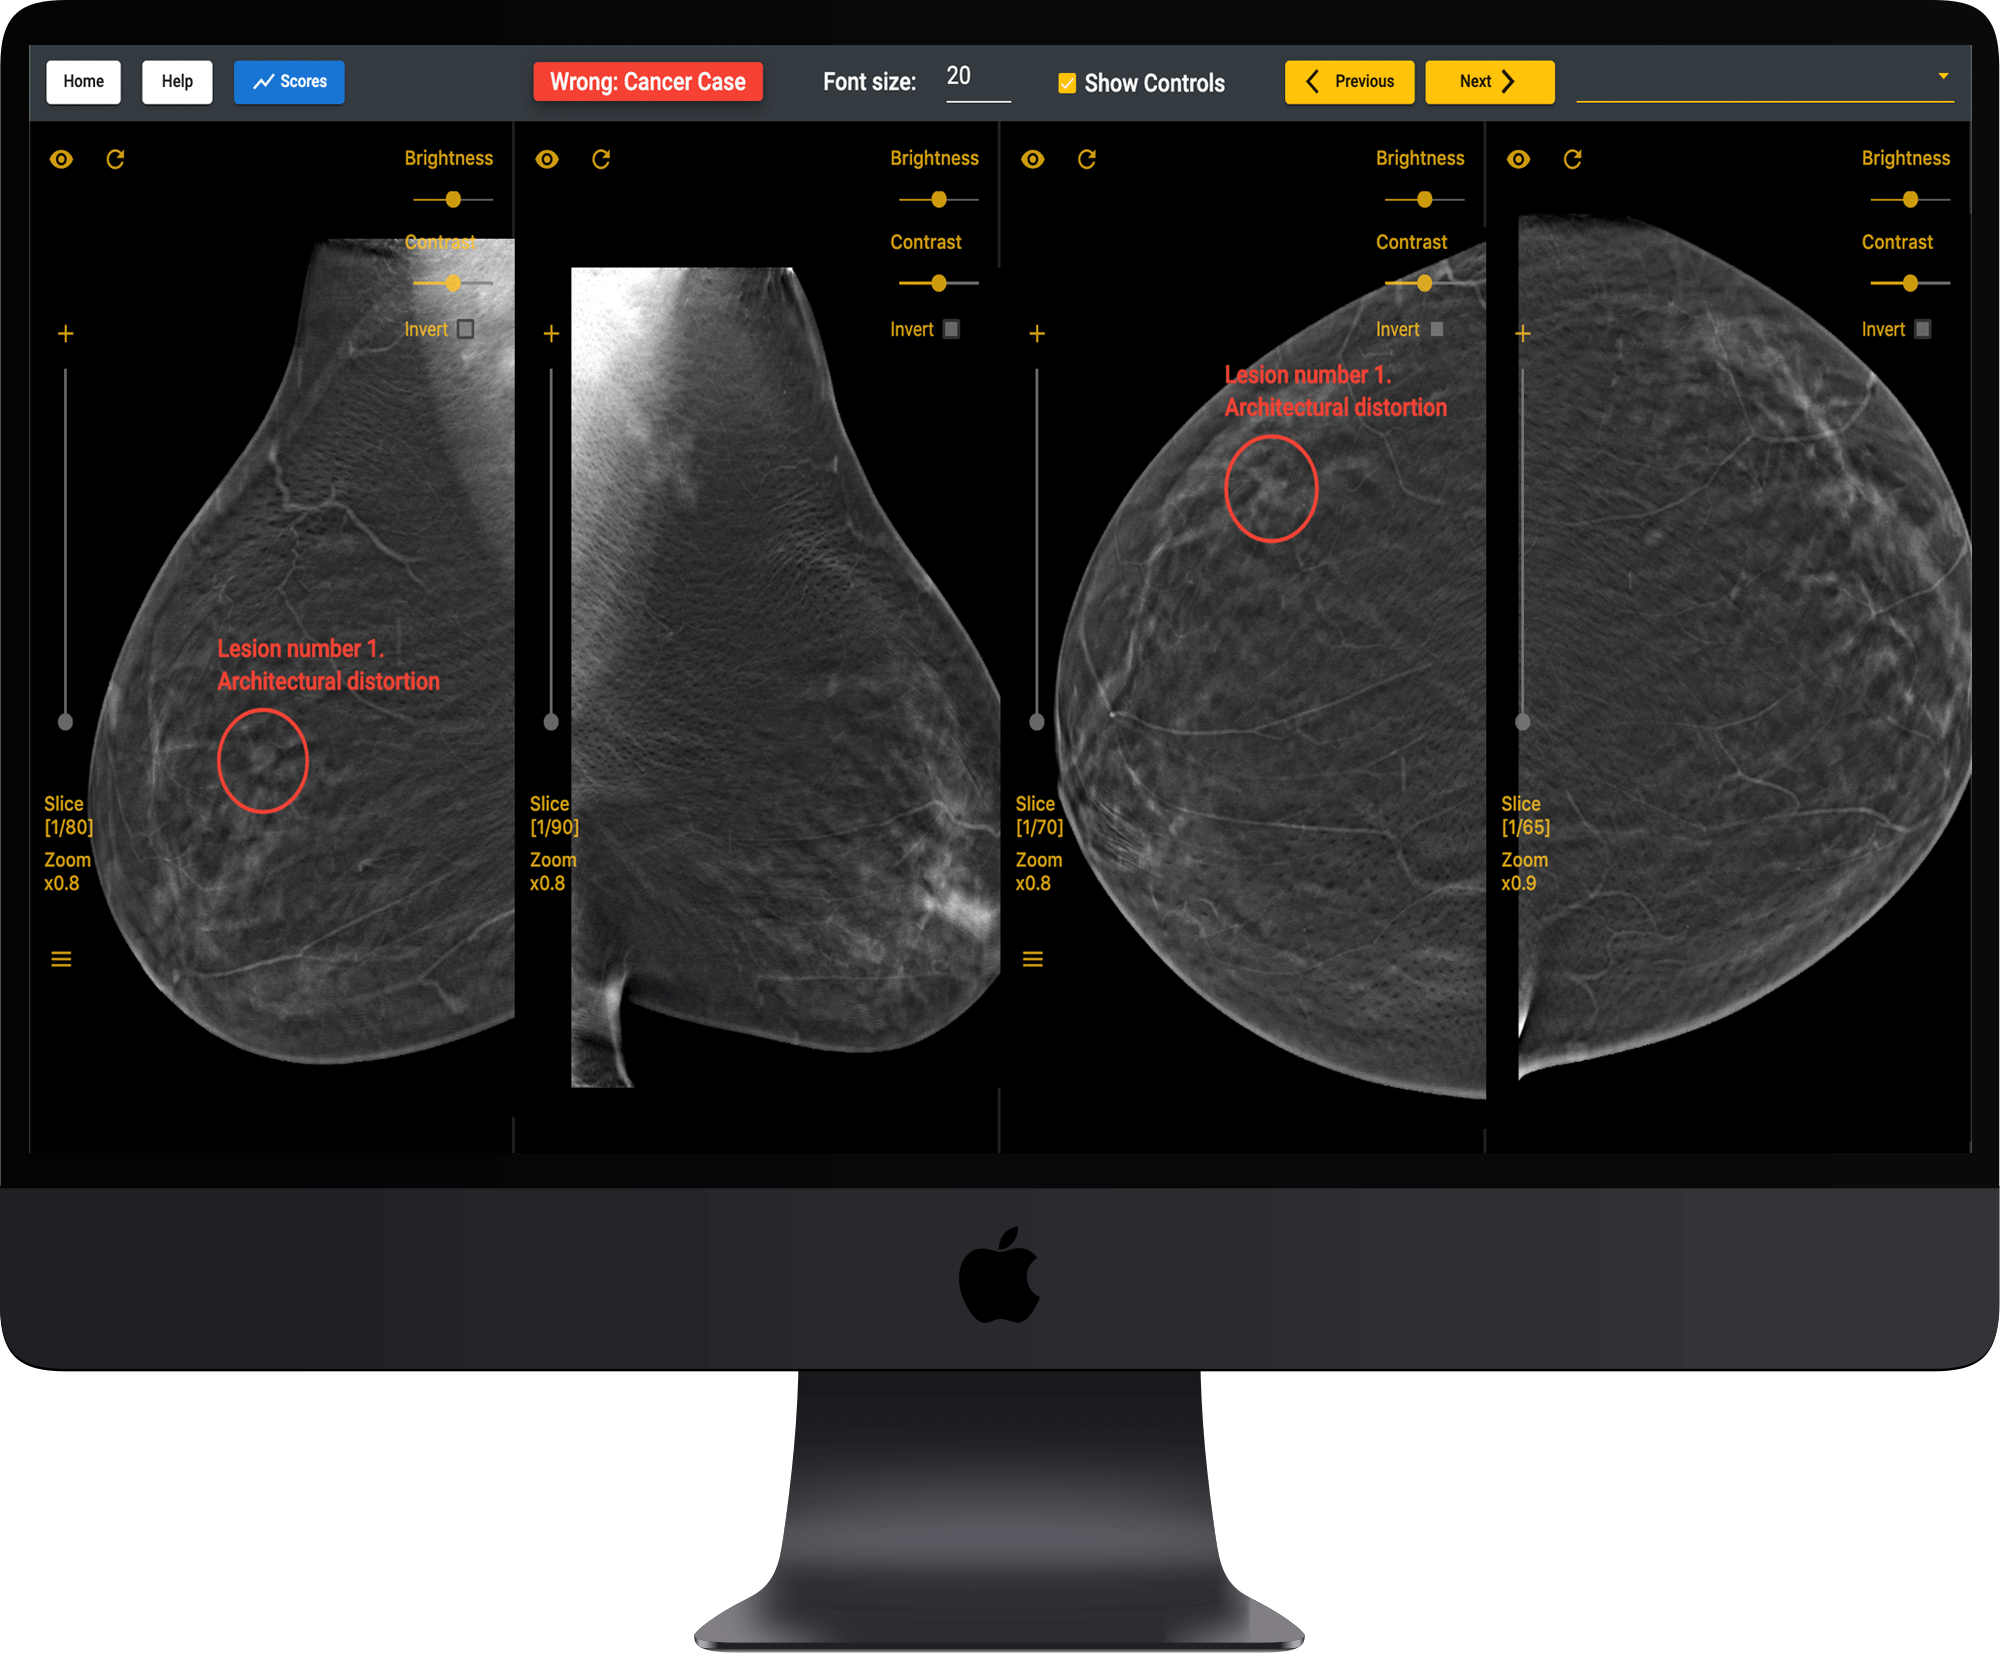 Home
Help
Scores
Wrong: Cancer Case
Font size:
20
Show Controls
Previous
Next
Brightness
Contrast
Invert
Lesion number 1.
Architectural distortion
Slice
[1/80]
Zoom
x0.8
Brightness
Contrast
Invert
Slice
[1/90]
Zoom
x0.8
Brightness
Contrast
Invert
Lesion number 1.
Architectural distortion
Slice
[1/70]
Zoom
x0.8
Brightness
Contrast
Invert
Slice
[1/65]
Zoom
x0.9